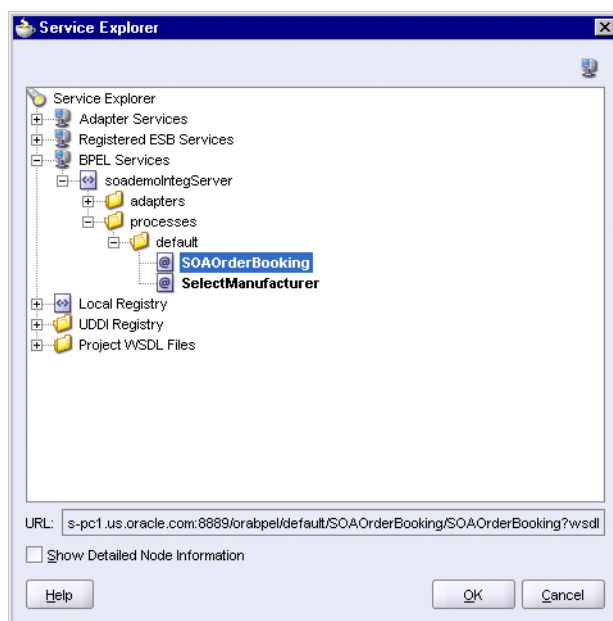 Service Explorer
Service Explorer
Adapter Services
Registered ESB Services
BPEL Services
soademoIntegServer
adapters
processes
default
SOAOrderBooking
SelectManufacturer
Local Registry
UDDI Registry
Project WSDL Files
URL: s-pc1.us.oracle.com:8889/orabpel/default/SOAOrderBooking/SOAOrderBooking?wsdl
Show Detailed Node Information
Help OK Cancel